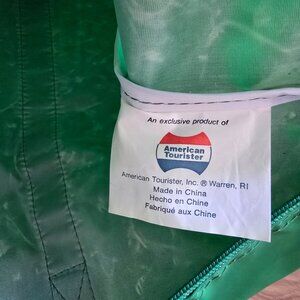 An exclusive product of
American
Tourister
American Tourister, Inc. ® Warren, RI
Made in China
Hecho en Chine
Fabriqué aux Chine